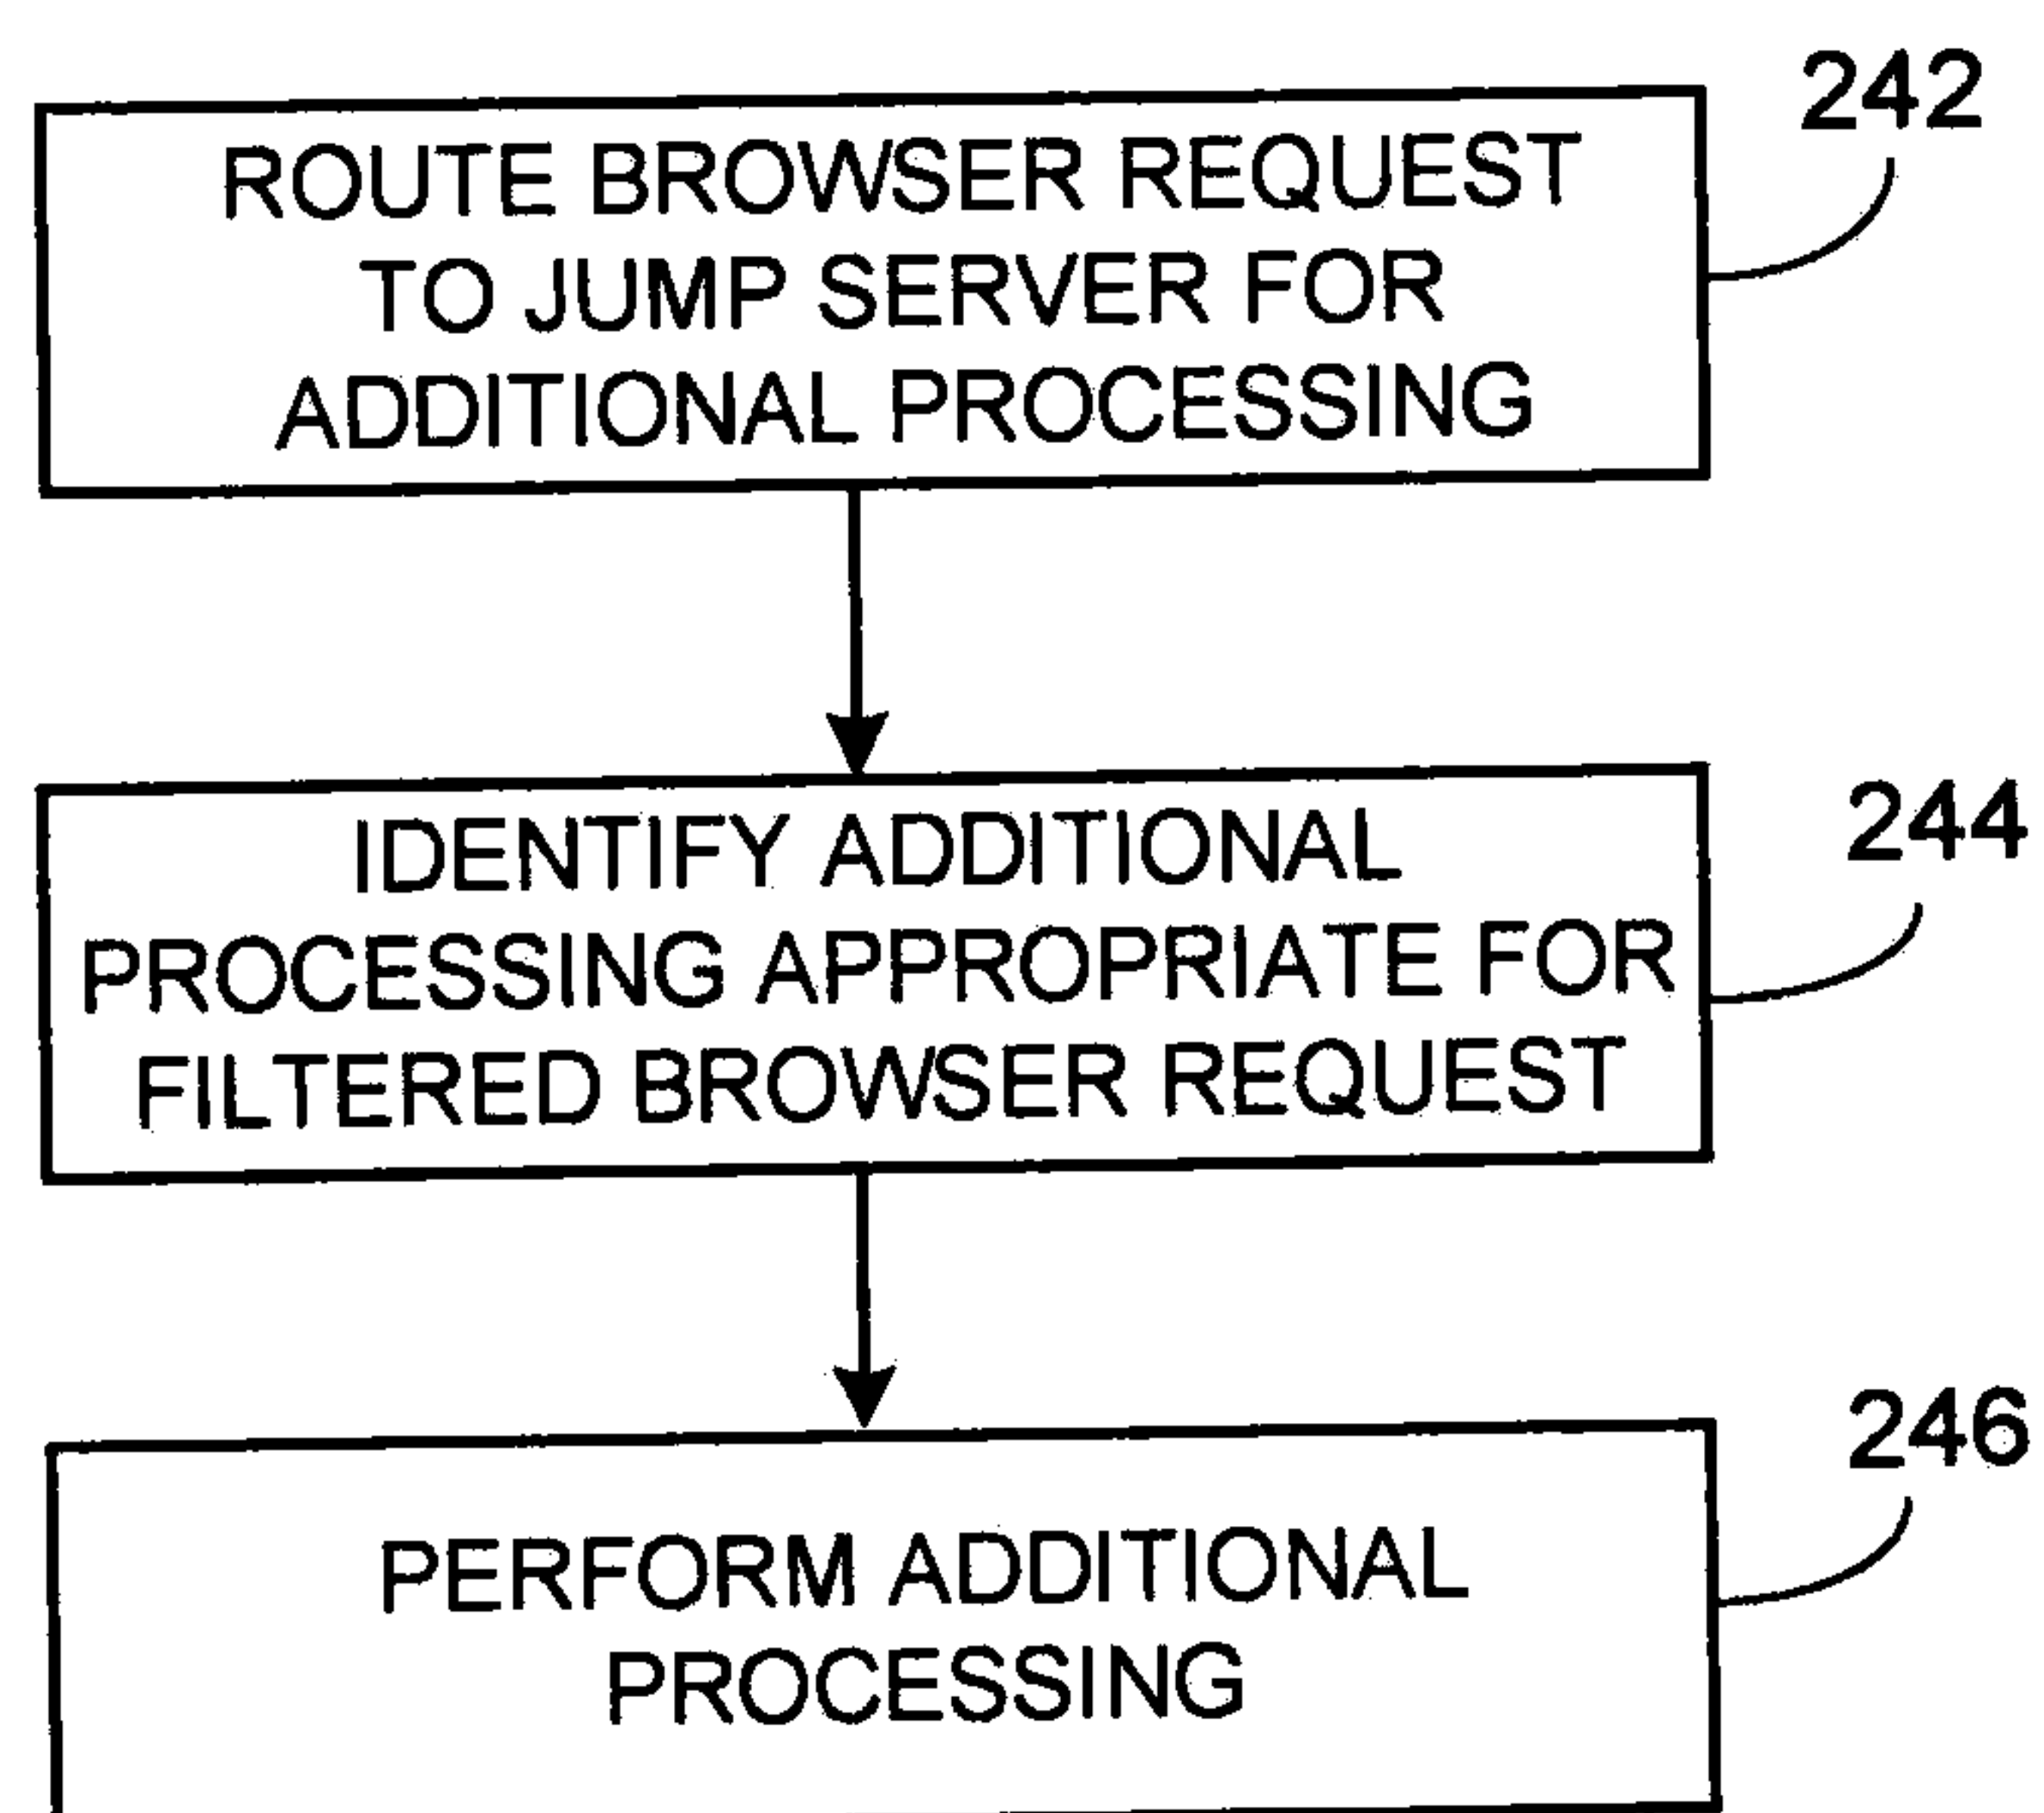 242
ROUTE BROWSER REQUEST
TO JUMP SERVER FOR
ADDITIONAL PROCESSING
244
IDENTIFY ADDITIONAL
PROCESSING APPROPRIATE FOR
FILTERED BROWSER REQUEST
246
PERFORM ADDITIONAL
PROCESSING